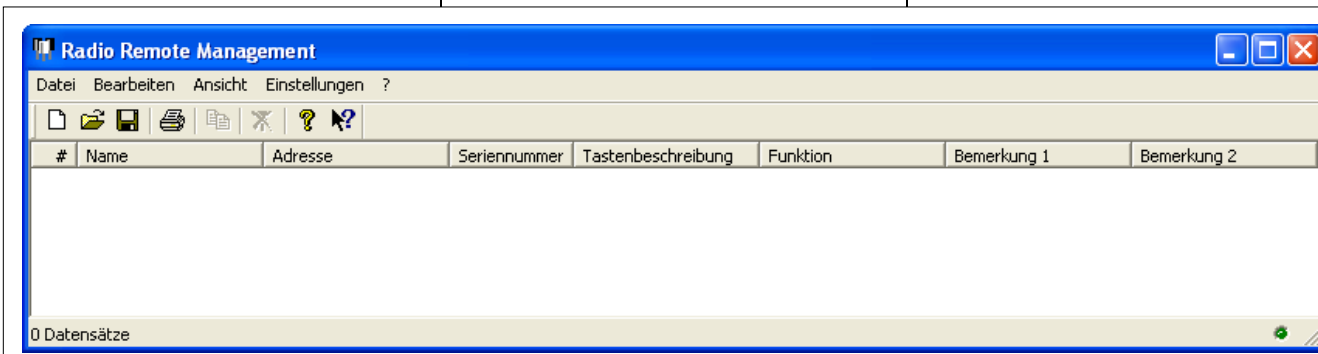 Radio Remote Management
Datei Bearbeiten Ansicht Einstellungen ?
# Name Adresse Seriennummer Tastenbeschreibung Funktion Bemerkung 1 Bemerkung 2
0 Datensätze